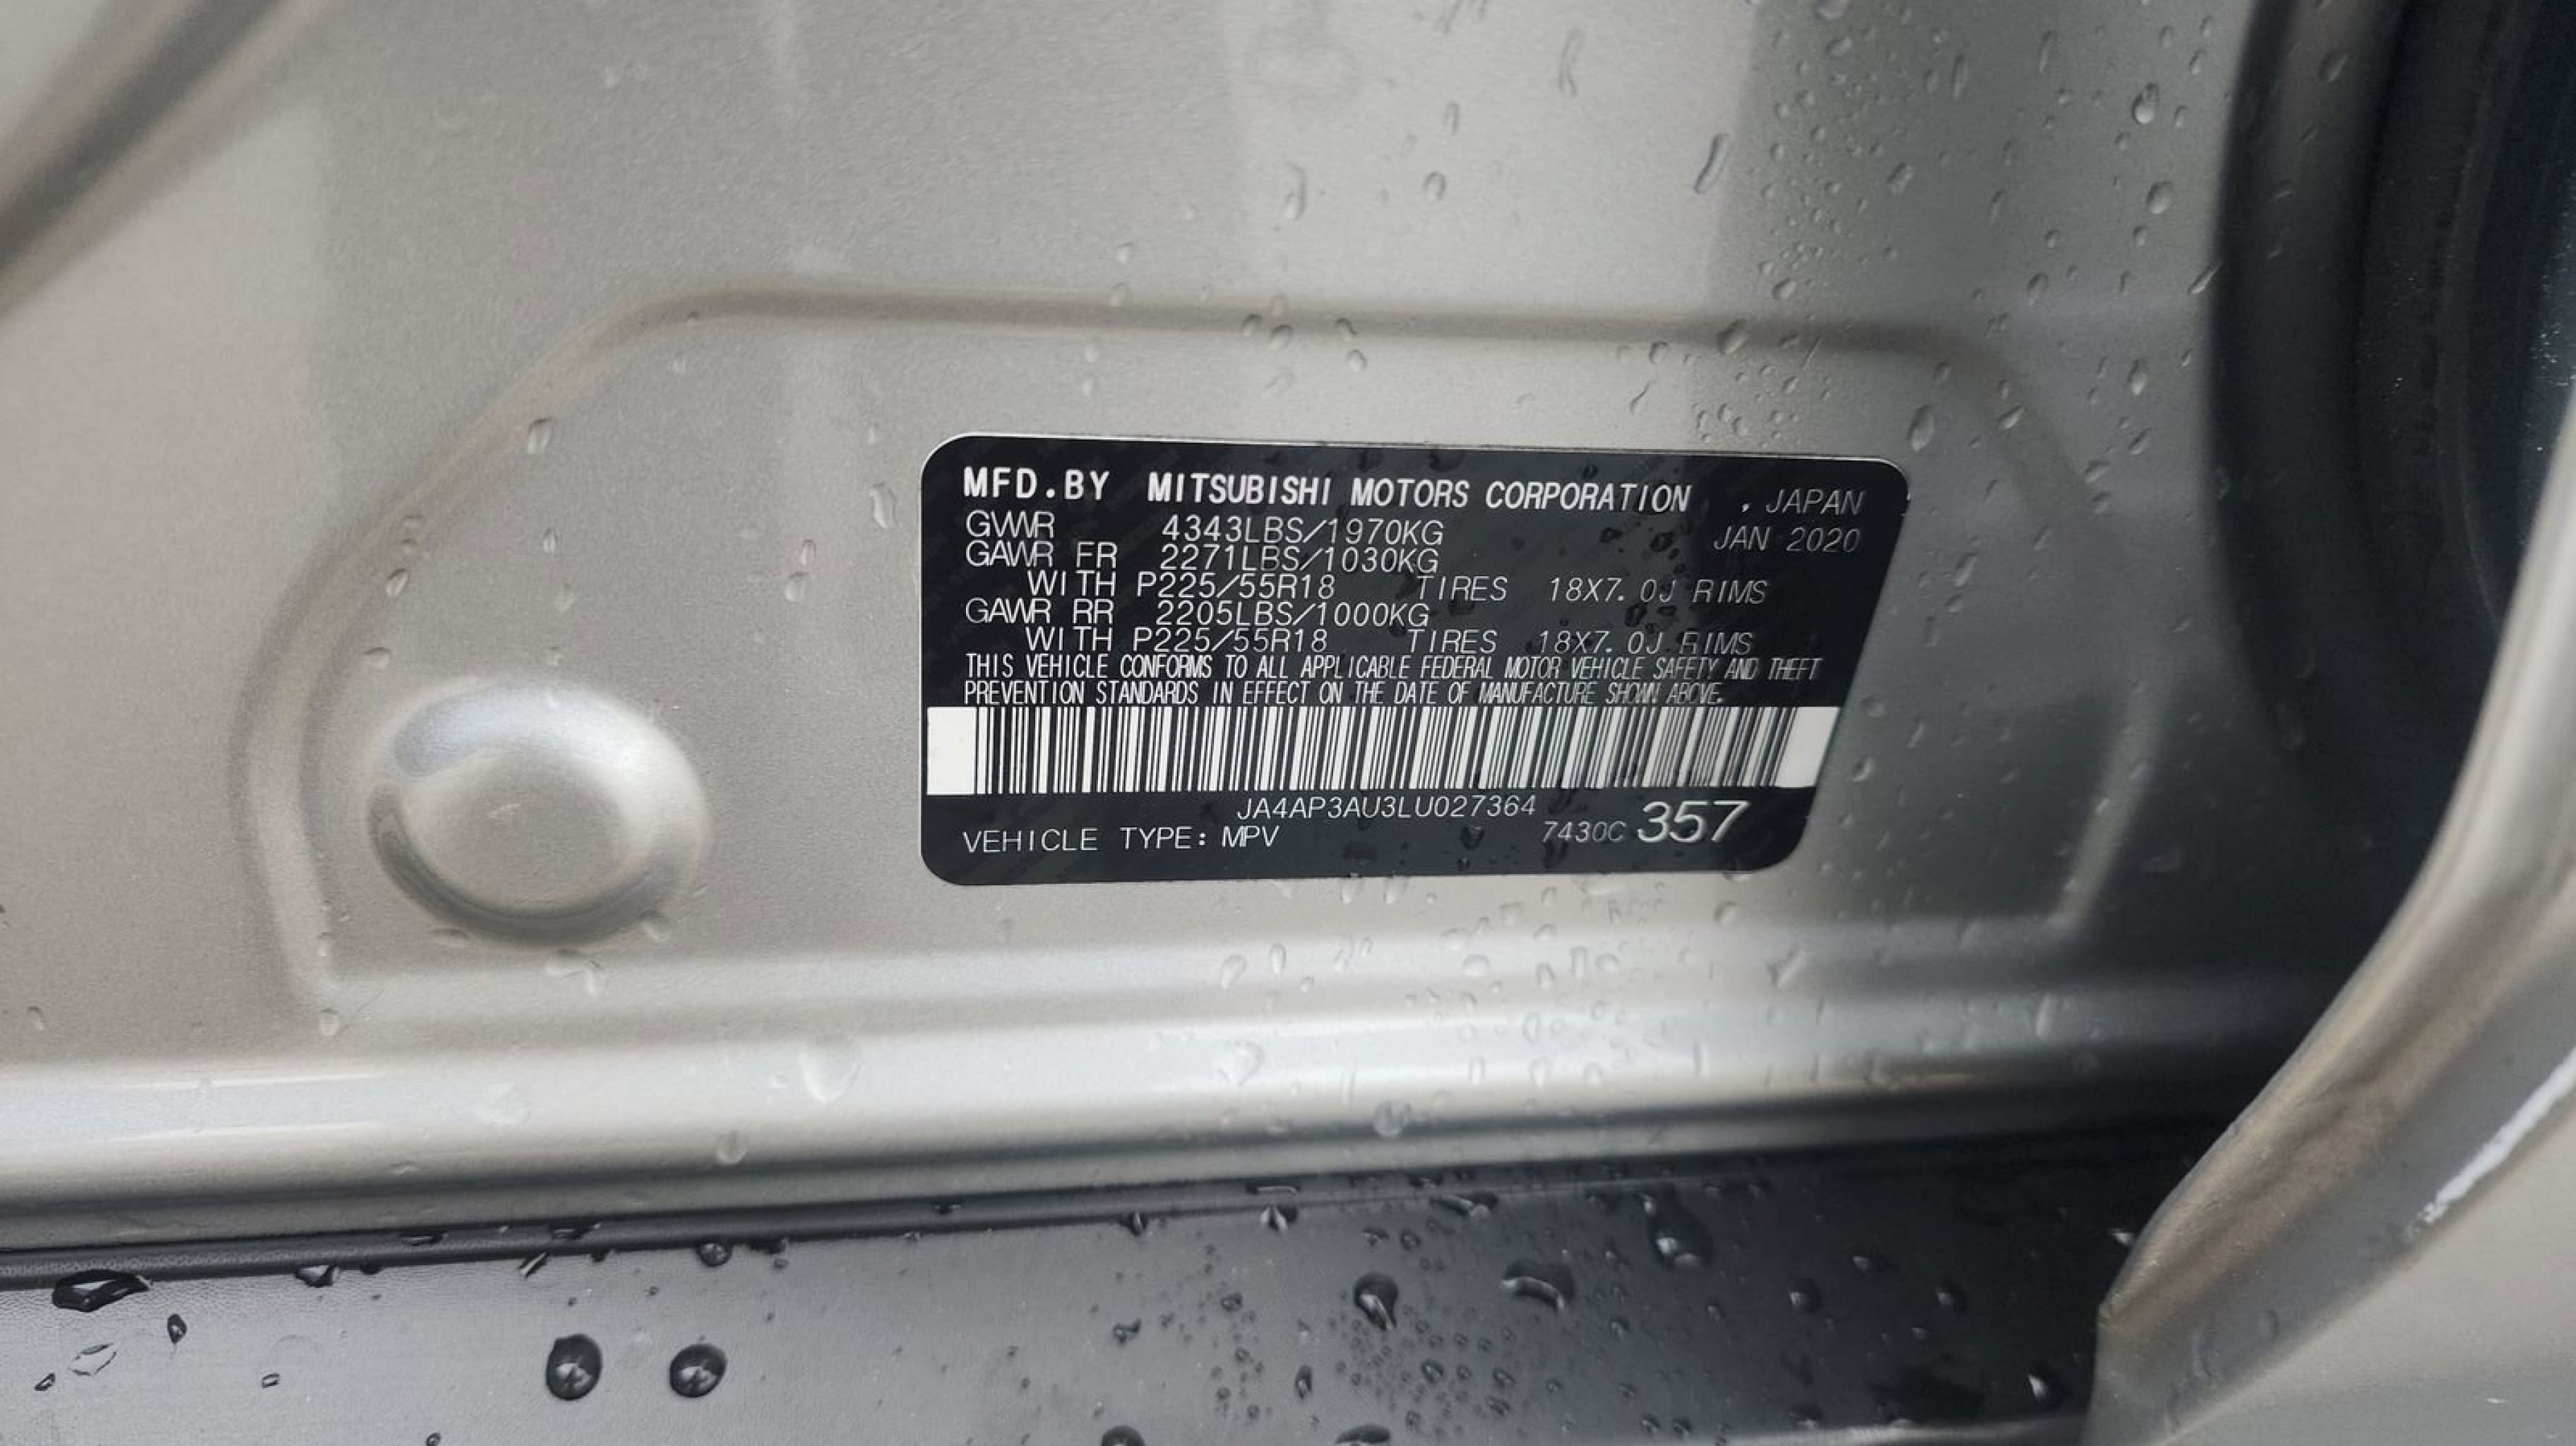 MFD.BY MITSUBISHI MOTORS CORPORATION , JAPAN
GVWR 4343LBS/1970KG JAN 2020
GAWR FR 2271LBS/1030KG
WITH P225/55R18 TIRES 18X7.0J RIMS
GAWR RR 2205LBS/1000KG
WITH P225/55R18 TIRES 18X7.0J RIMS
THIS VEHICLE CONFORMS TO ALL APPLICABLE FEDERAL MOTOR VEHICLE SAFETY AND THEFT
PREVENTION STANDARDS IN EFFECT ON THE DATE OF MANUFACTURE SHOWN ABOVE.
JA4AP3AU3LU027364
VEHICLE TYPE: MPV 7430C 357